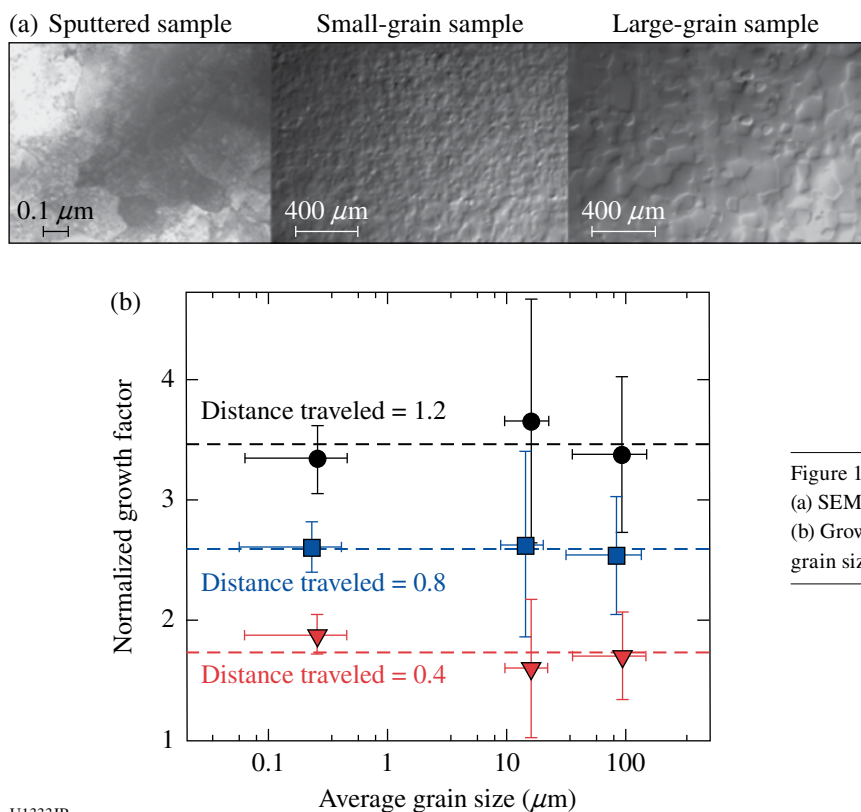 (a) Sputtered sample Small-grain sample Large-grain sample
0.1 μm 400 μm 400 μm
(b)
4
3
2
1
Normalized growth factor
Distance traveled = 1.2
Distance traveled = 0.8
Distance traveled = 0.4
0.1 1 10 100
Average grain size (μm)
Figure 1
(a) SEM
(b) Grow
grain siz